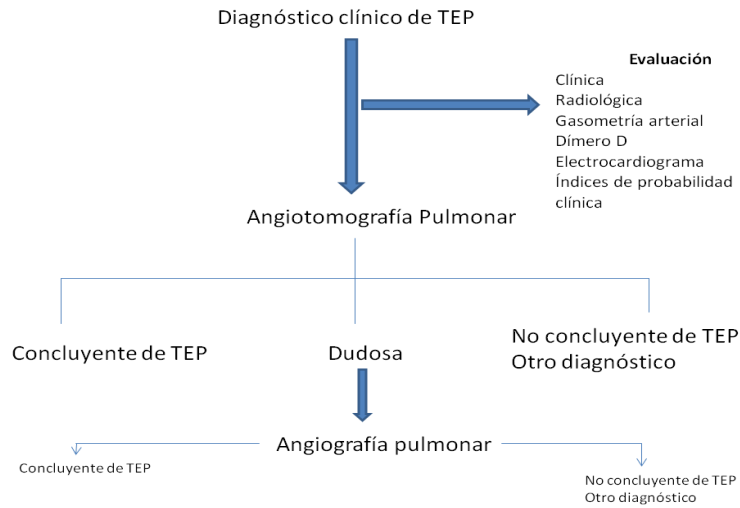 Diagnóstico clínico de TEP
Evaluación
Clínica
Radiológica
Gasometría arterial
Dímero D
Electrocardiograma
Índices de probabilidad
clínica
Angiotomografía Pulmonar
Concluyente de TEP
Dudosa
No concluyente de TEP
Otro diagnóstico
Angiografía pulmonar
Concluyente de TEP
No concluyente de TEP
Otro diagnóstico